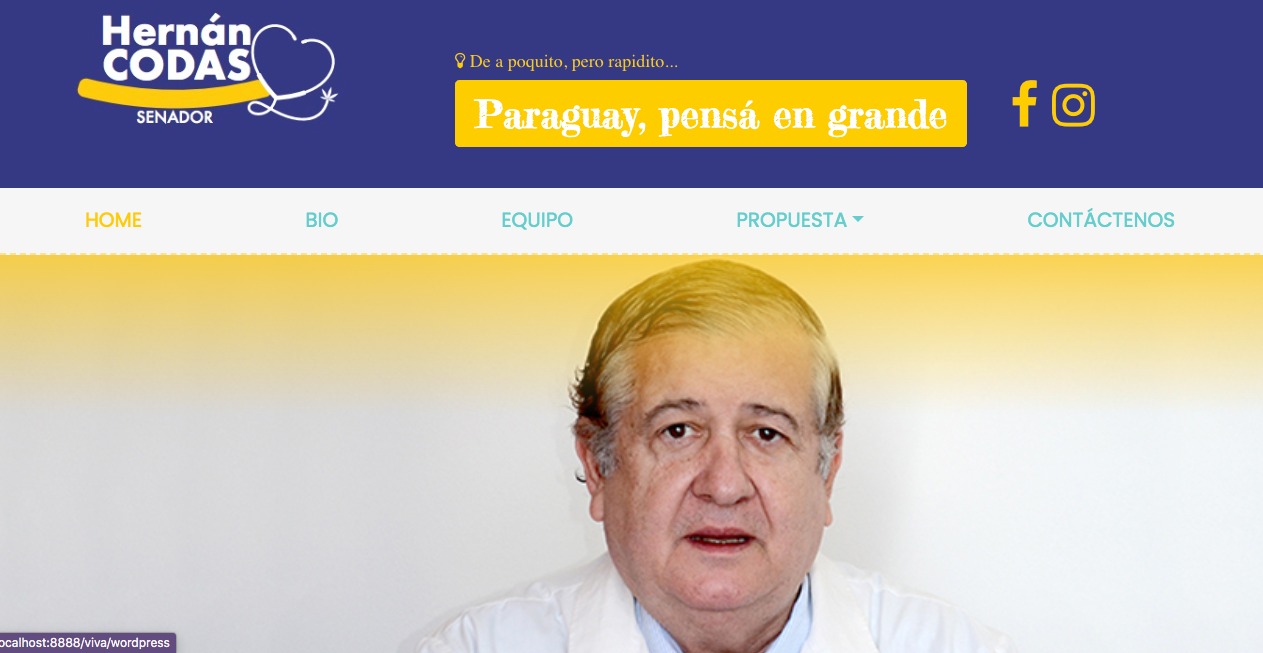 Hernán
CODAS
SENADOR
De a poquito, pero rapidito...
Paraguay, pensá en grande
HOME
BIO
EQUIPO
PROPUESTA
CONTÁCTENOS
ocalhost:8888/viva/wordpress